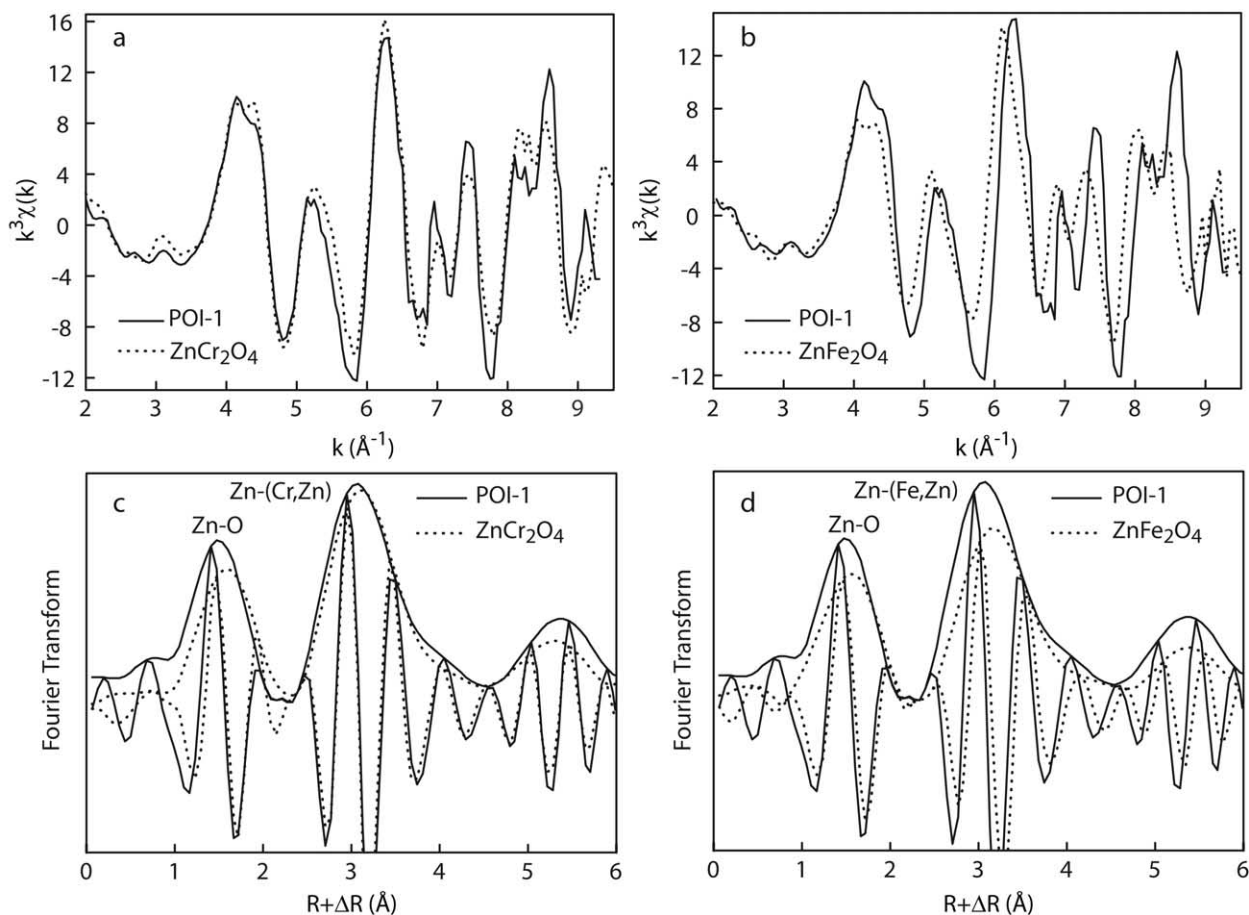 a
k³χ(k)
16
12
8
4
0
-4
-8
-12
POI-1
ZnCr₂O₄
2 3 4 5 6 7 8 9
k (Å⁻¹)
b
k³χ(k)
12
8
4
0
-4
-8
-12
POI-1
ZnFe₂O₄
2 3 4 5 6 7 8 9
k (Å⁻¹)
c
Fourier Transform
Zn-(Cr,Zn)
Zn-O
POI-1
ZnCr₂O₄
0 1 2 3 4 5 6
R+ΔR (Å)
d
Fourier Transform
Zn-(Fe,Zn)
Zn-O
POI-1
ZnFe₂O₄
0 1 2 3 4 5 6
R+ΔR (Å)